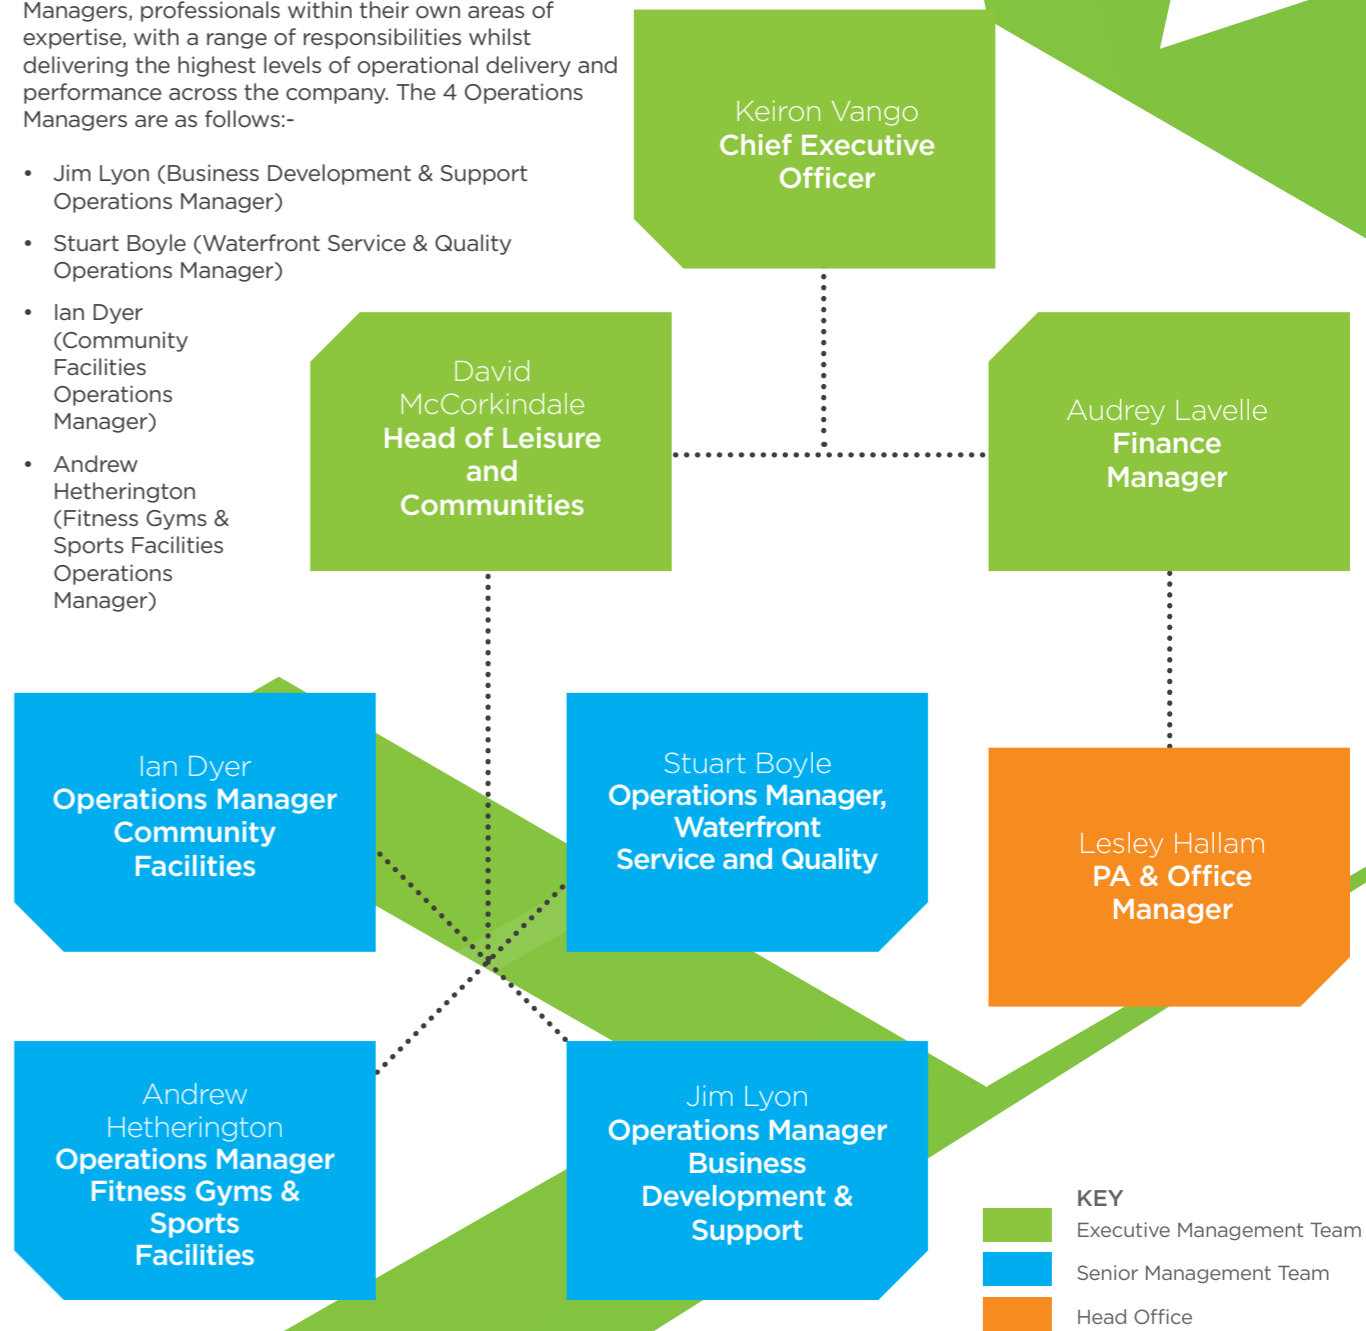 Managers, professionals within their own areas of
expertise, with a range of responsibilities whilst
delivering the highest levels of operational delivery and
performance across the company. The 4 Operations
Managers are as follows:-
• Jim Lyon (Business Development & Support
Operations Manager)
• Stuart Boyle (Waterfront Service & Quality
Operations Manager)
• Ian Dyer
(Community
Facilities
Operations
Manager)
• Andrew
Hetherington
(Fitness Gyms &
Sports Facilities
Operations
Manager)
Keiron Vango
Chief Executive
Officer
David
McCorkindale
Head of Leisure
and
Communities
Audrey Lavelle
Finance
Manager
Ian Dyer
Operations Manager
Community
Facilities
Stuart Boyle
Operations Manager,
Waterfront
Service and Quality
Lesley Hallam
PA & Office
Manager
Andrew
Hetherington
Operations Manager
Fitness Gyms &
Sports
Facilities
Jim Lyon
Operations Manager
Business
Development &
Support
KEY
Executive Management Team
Senior Management Team
Head Office